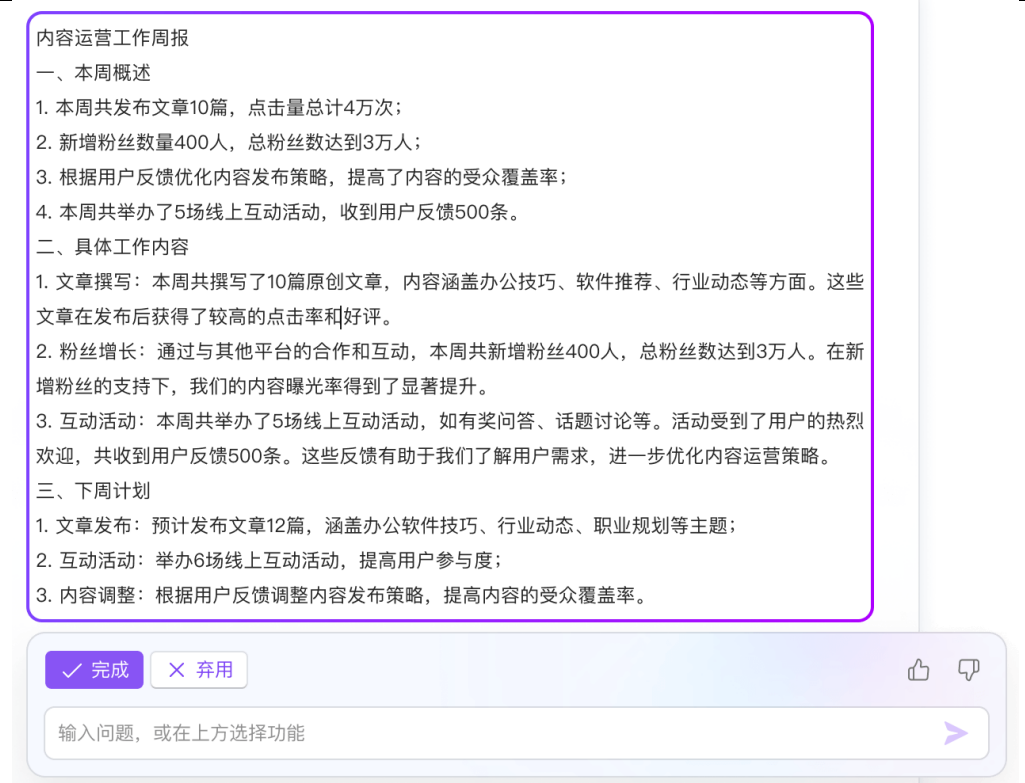 内容运营工作周报
一、本周概述
1. 本周共发布文章10篇，点击量总计4万次；
2. 新增粉丝数量400人，总粉丝数达到3万人；
3. 根据用户反馈优化内容发布策略，提高了内容的受众覆盖率；
4. 本周共举办了5场线上互动活动，收到用户反馈500条。
二、具体工作内容
1. 文章撰写：本周共撰写了10篇原创文章，内容涵盖办公技巧、软件推荐、行业动态等方面。这些
文章在发布后获得了较高的点击率和好评。
2. 粉丝增长：通过与其他平台的合作和互动，本周共新增粉丝400人，总粉丝数达到3万人。在新
增粉丝的支持下，我们的内容曝光率得到了显著提升。
3. 互动活动：本周共举办了5场线上互动活动，如有奖问答、话题讨论等。活动受到了用户的热烈
欢迎，共收到用户反馈500条。这些反馈有助于我们了解用户需求，进一步优化内容运营策略。
三、下周计划
1. 文章发布：预计发布文章12篇，涵盖办公软件技巧、行业动态、职业规划等主题；
2. 互动活动：举办6场线上互动活动，提高用户参与度；
3. 内容调整：根据用户反馈调整内容发布策略，提高内容的受众覆盖率。
完成 弃用
输入问题，或在上方选择功能